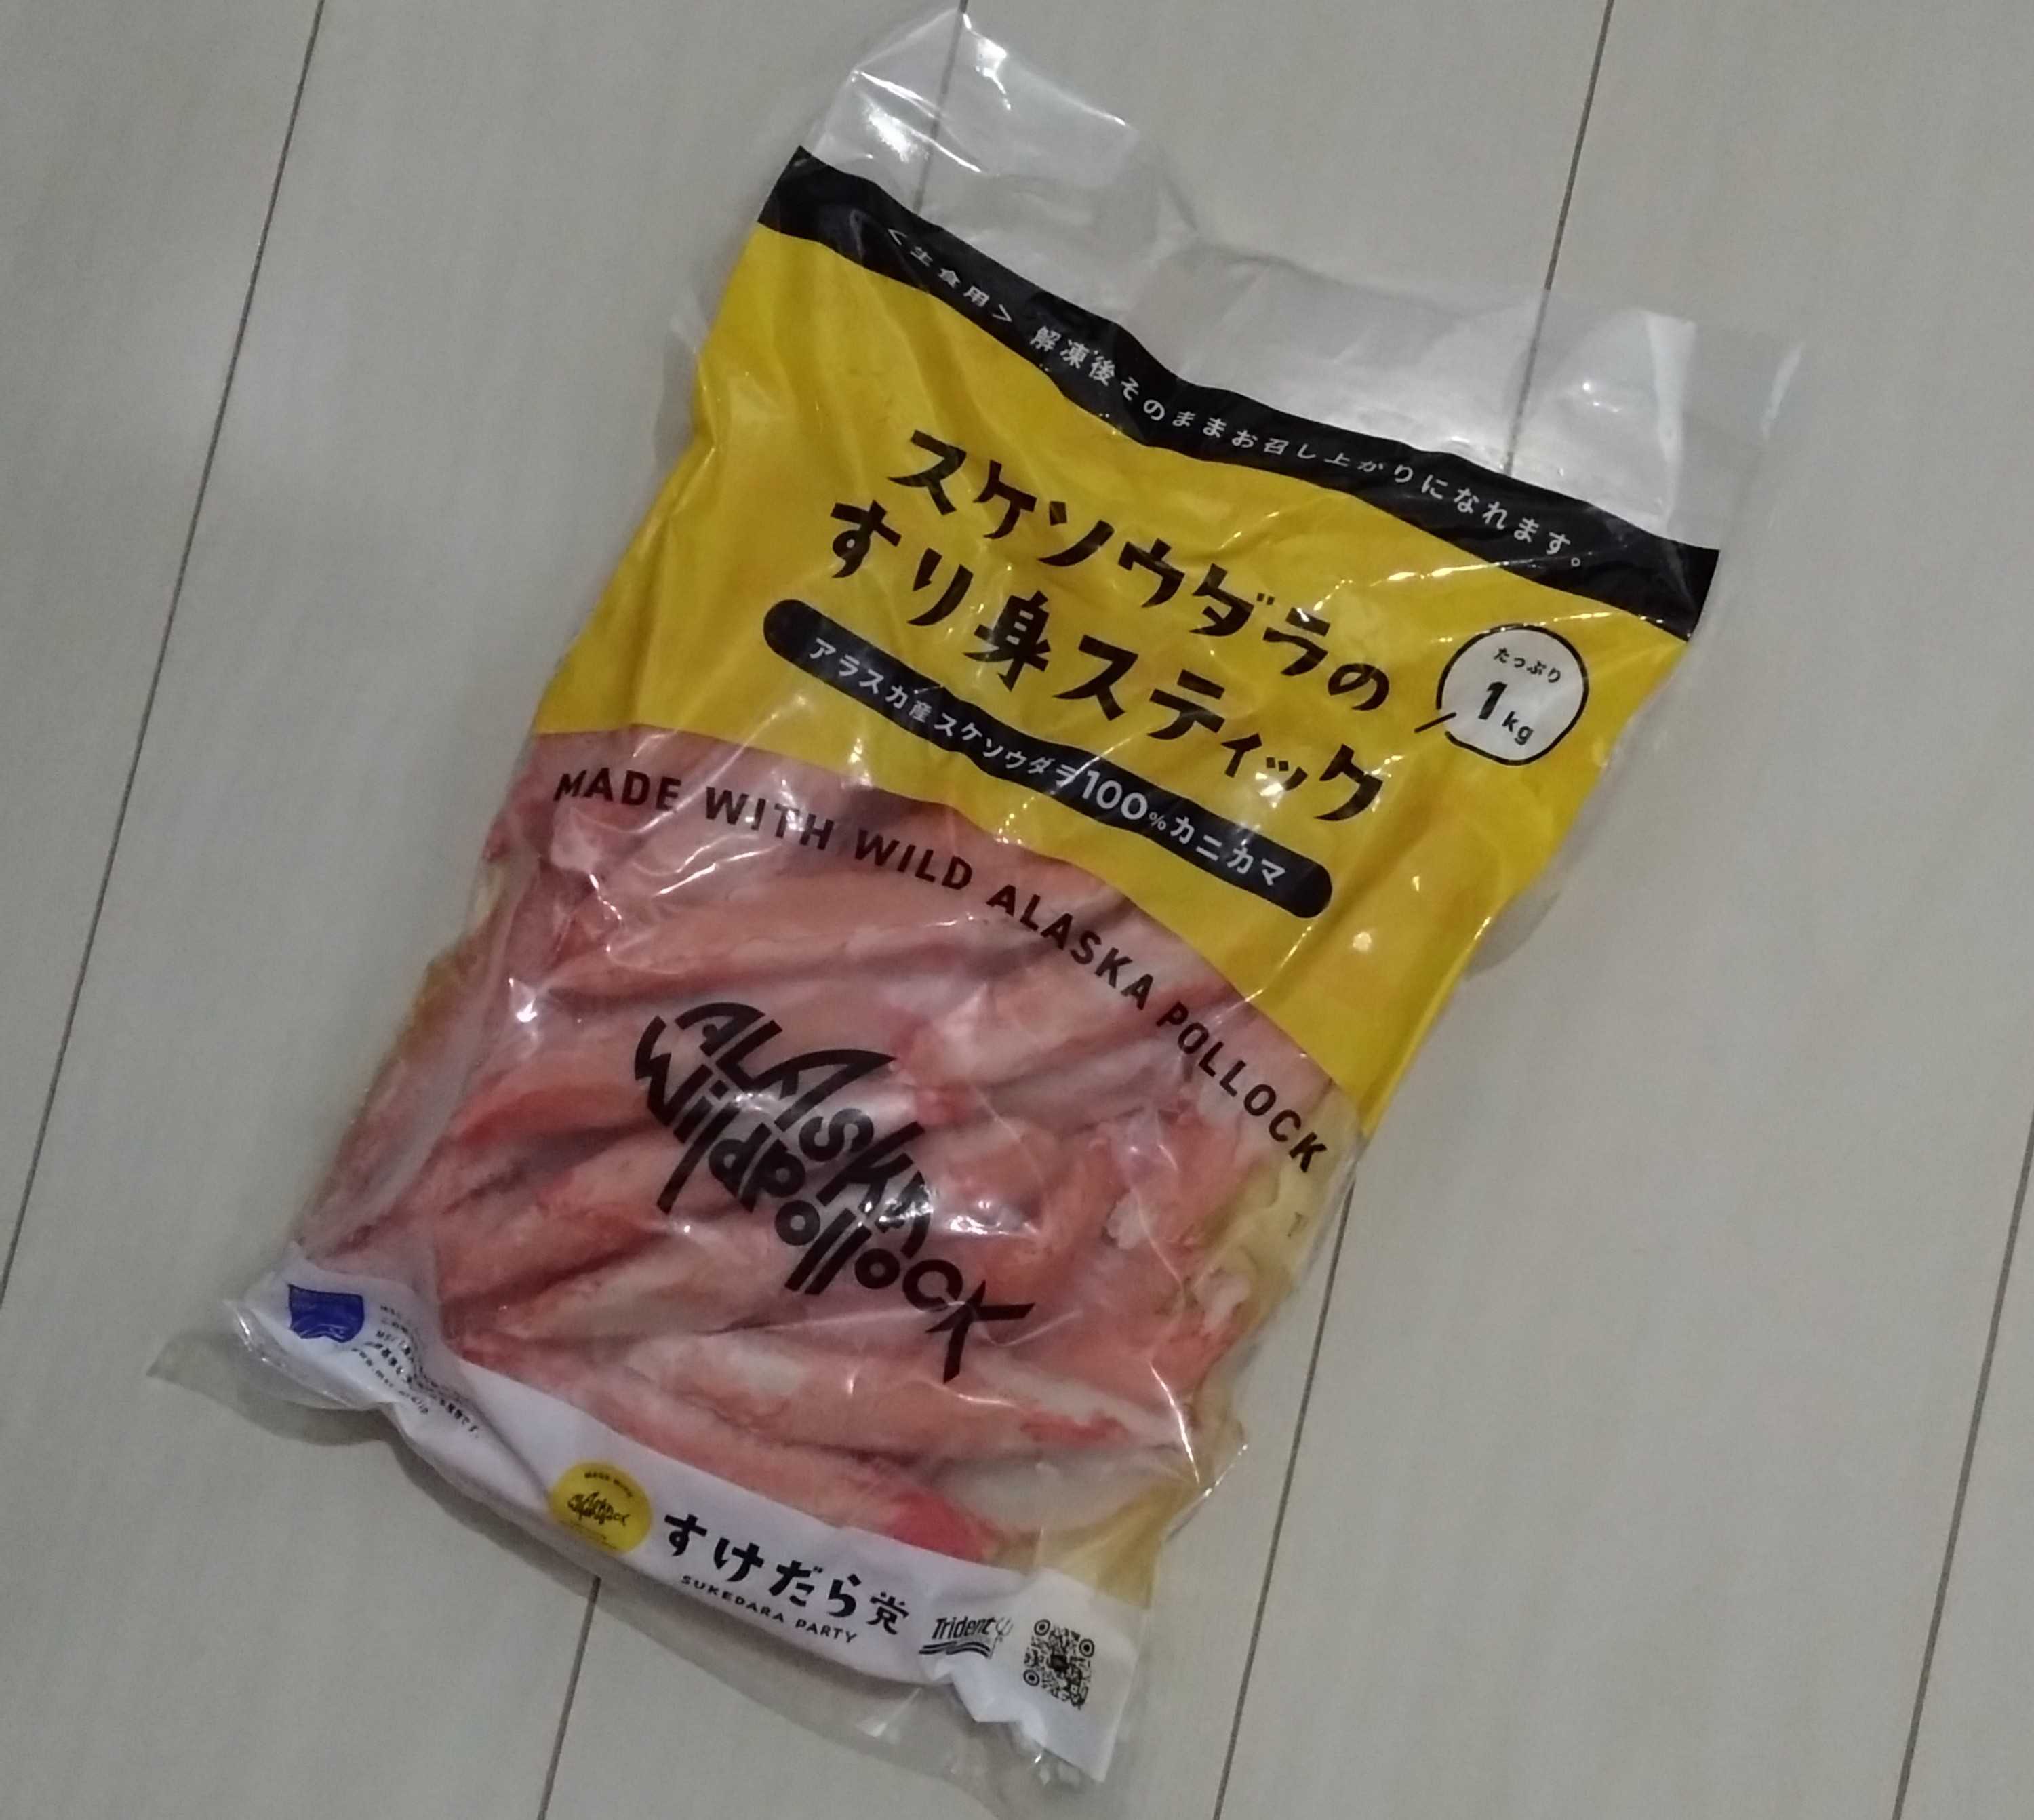 <生食用> 解凍後そのままお召し上がりになれます。
スケソウダラの
すり身スティック
たっぷり
1kg
アラスカ産スケソウダラ100%カニカマ
MADE WITH WILD ALASKA POLLOCK
ALASKA
Wild
pollock
すけだら党
SUKEDARA PARTY
Trident